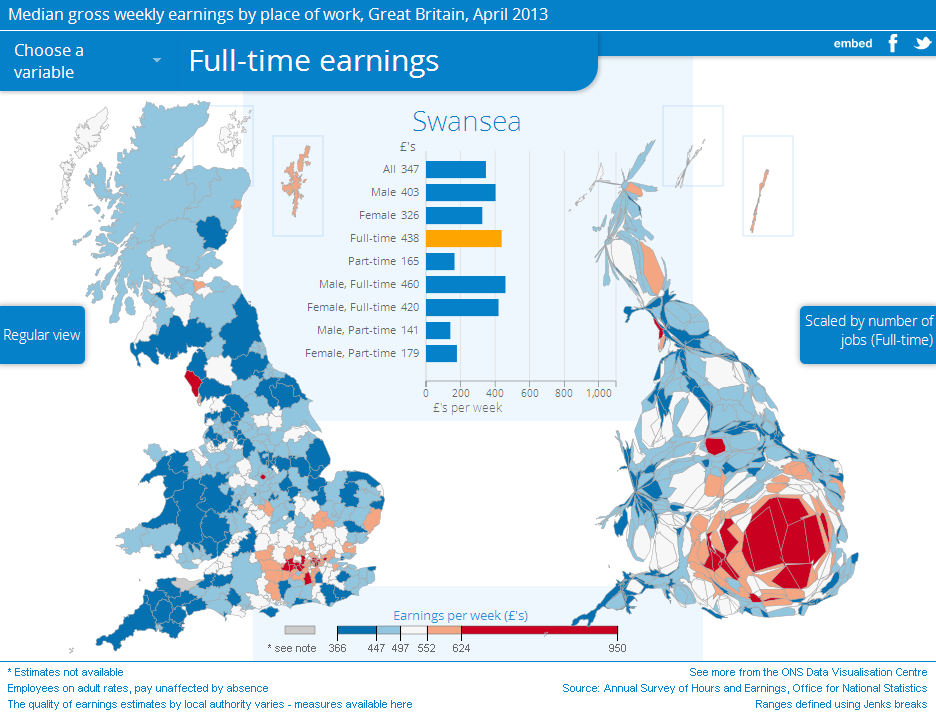 Median gross weekly earnings by place of work, Great Britain, April 2013
Choose a
variable
Full-time earnings
embed
Swansea
£'s
All 347
Male 403
Female 326
Full-time 438
Part-time 165
Male, Full-time 460
Female, Full-time 420
Male, Part-time 141
Female, Part-time 179
0 200 400 600 800 1,000
£'s per week
Regular view
Scaled by number of
jobs (Full-time)
Earnings per week (£'s)
* see note 366 447 497 552 624 950
* Estimates not available
Employees on adult rates, pay unaffected by absence
The quality of earnings estimates by local authority varies - measures available here
See more from the ONS Data Visualisation Centre
Source: Annual Survey of Hours and Earnings, Office for National Statistics
Ranges defined using Jenks breaks